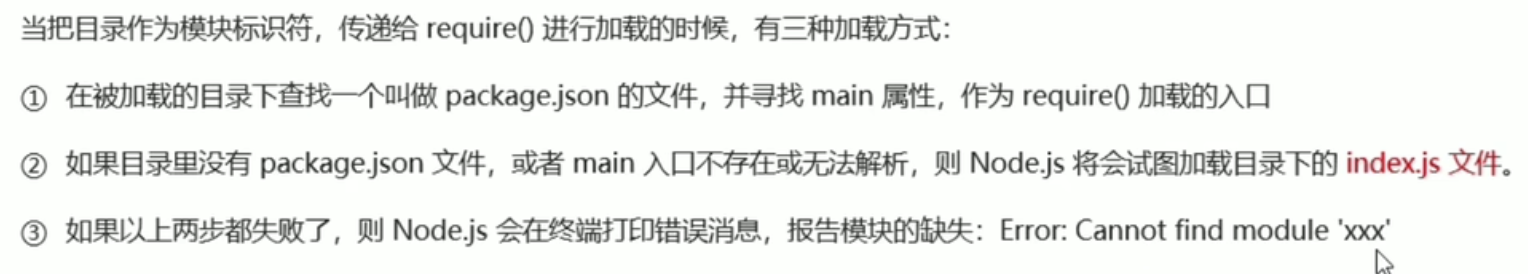 当把目录作为模块标识符，传递给 require() 进行加载的时候，有三种加载方式：
① 在被加载的目录下查找一个叫做 package.json 的文件，并寻找 main 属性，作为 require() 加载的入口
② 如果目录里没有 package.json 文件，或者 main 入口不存在或无法解析，则 Node.js 将会试图加载目录下的 index.js 文件。
③ 如果以上两步都失败了，则 Node.js 会在终端打印错误消息，报告模块的缺失：Error: Cannot find module 'xxx'